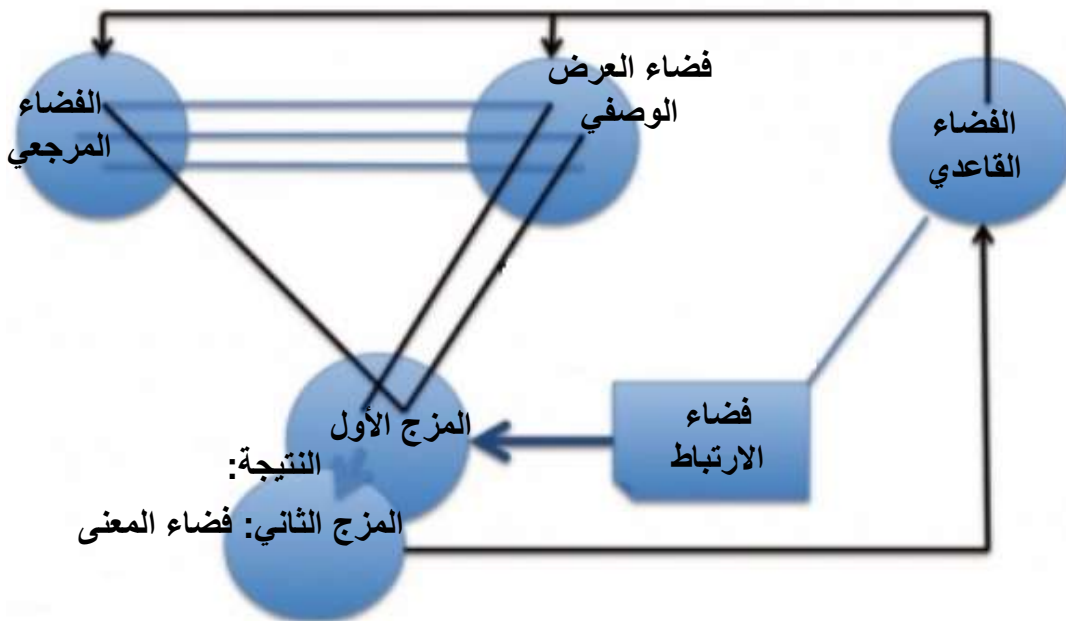 الفضاء
القاعدي
فضاء العرض
الوصفي
الفضاء
المرجعي
فضاء
الارتباط
المزج الأول
النتيجة:
المزج الثاني: فضاء المعنى